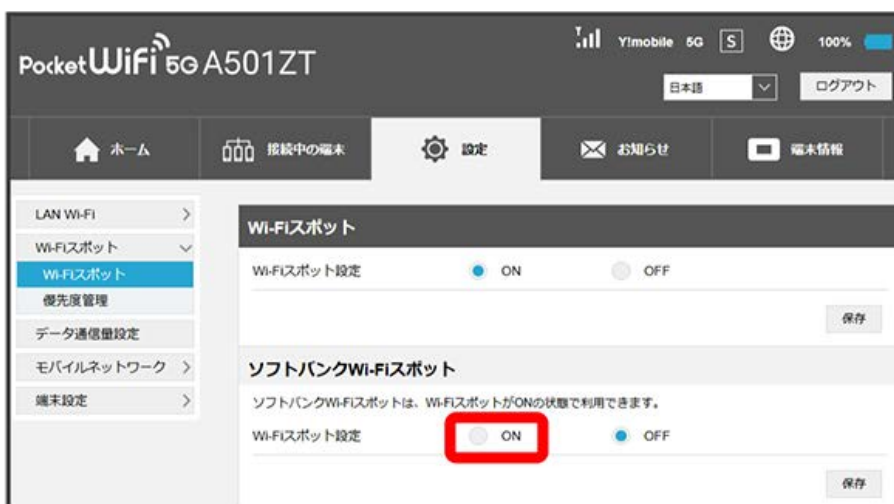 Pocket WiFi 5G A501ZT
Y!mobile 5G S 100%
日本語 ログアウト
ホーム 接続中の端末 設定 お知らせ 端末情報
LAN Wi-Fi
Wi-Fiスポット
Wi-Fiスポット
優先度管理
データ通信量設定
モバイルネットワーク
端末設定
Wi-Fiスポット
Wi-Fiスポット設定 ON OFF
保存
ソフトバンクWi-Fiスポット
ソフトバンクWi-Fiスポットは、Wi-FiスポットがONの状態で利用できます。
Wi-Fiスポット設定 ON OFF
保存